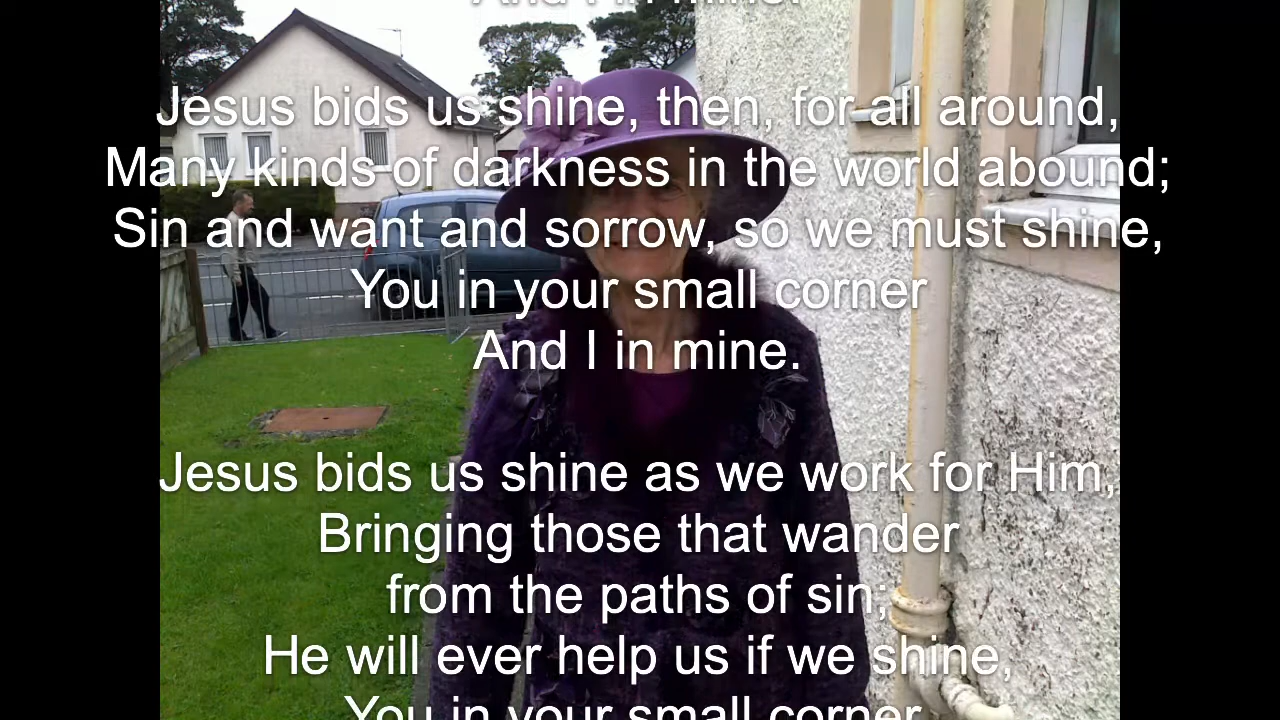 And I in mine.
Jesus bids us shine, then, for all around,
Many kinds of darkness in the world abound;
Sin and want and sorrow, so we must shine,
You in your small corner
And I in mine.
Jesus bids us shine as we work for Him,
Bringing those that wander
from the paths of sin;
He will ever help us if we shine,
You in your small corner